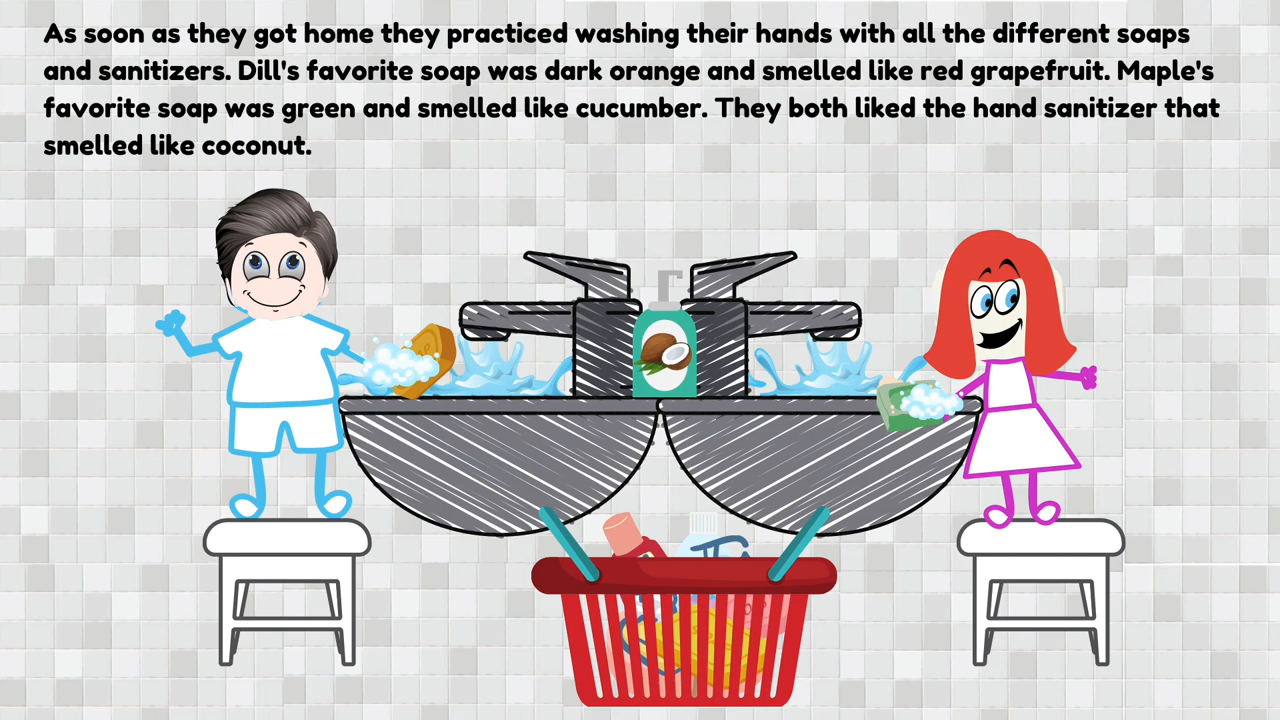 As soon as they got home they practiced washing their hands with all the different soaps
and sanitizers. Dill's favorite soap was dark orange and smelled like red grapefruit. Maple's
favorite soap was green and smelled like cucumber. They both liked the hand sanitizer that
smelled like coconut.